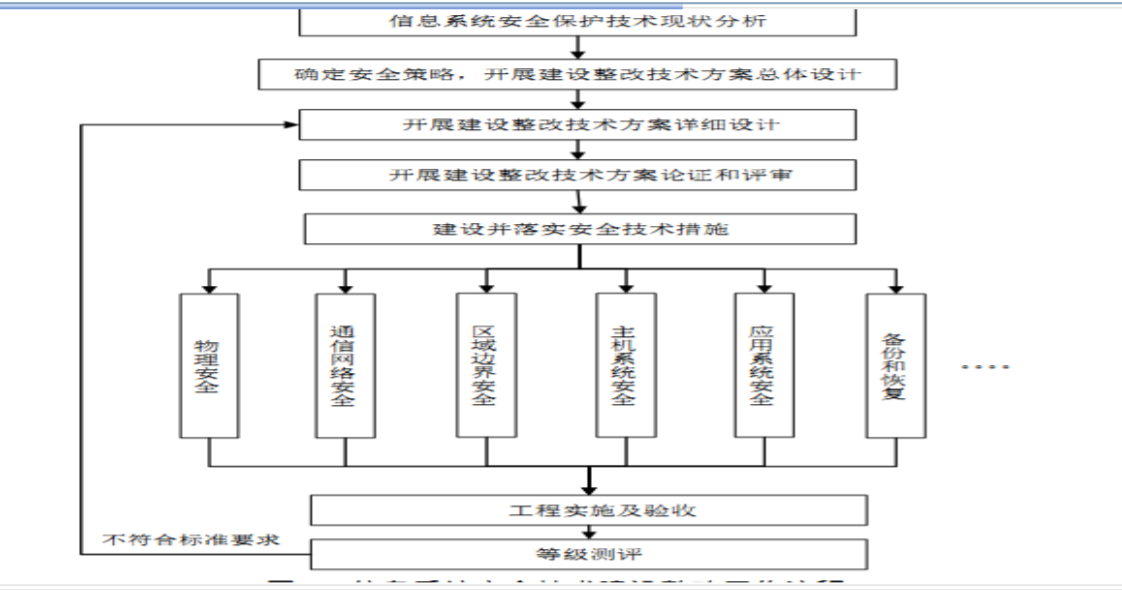 信息系统安全保护技术现状分析
确定安全策略，开展建设整改技术方案总体设计
开展建设整改技术方案详细设计
开展建设整改技术方案论证和评审
建设并落实安全技术措施
物理安全
通信网络安全
区域边界安全
主机系统安全
应用系统安全
备份和恢复
....
工程实施及验收
不符合标准要求
等级测评